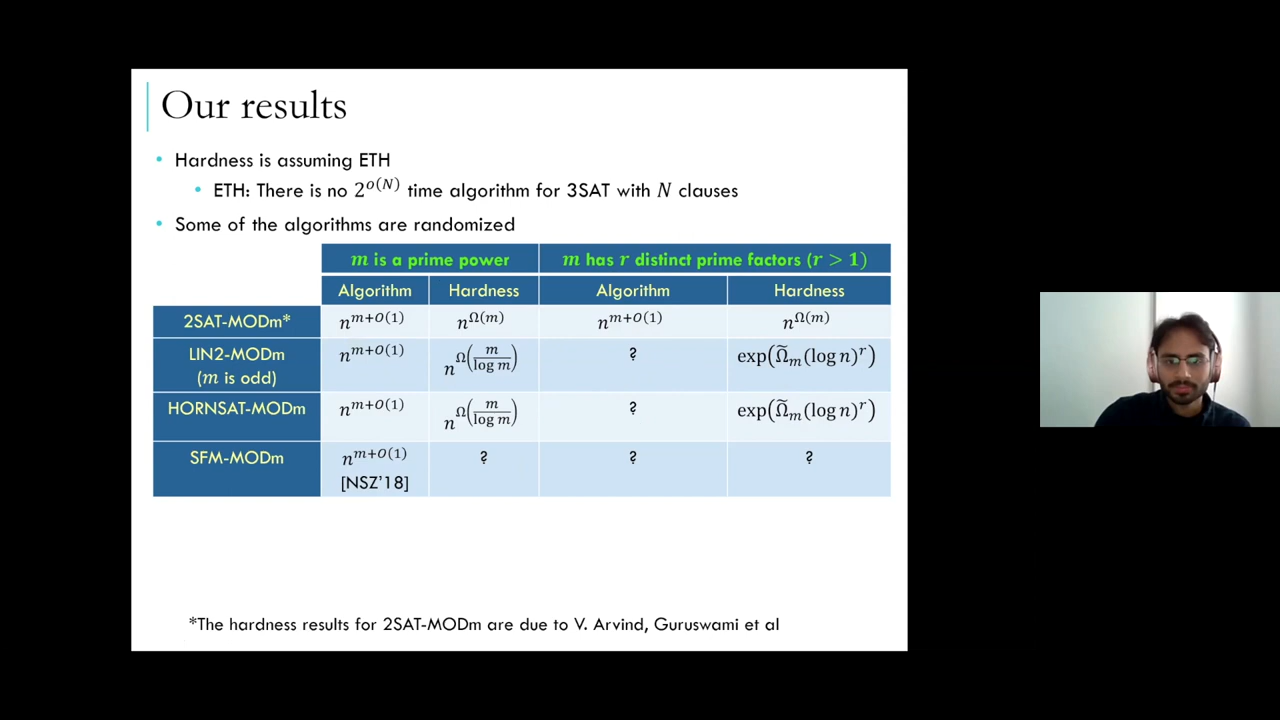 Our results
• Hardness is assuming ETH
• ETH: There is no 2^{o(N)} time algorithm for 3SAT with N clauses
• Some of the algorithms are randomized
m is a prime power m has r distinct prime factors (r > 1)
Algorithm Hardness Algorithm Hardness
2SAT-MODm* n^{m+O(1)} n^{Ω(m)} n^{m+O(1)} n^{Ω(m)}
LIN2-MODm (m is odd) n^{m+O(1)} n^{Ω(m/log m)} ? exp(Ω̃_m(log n)^r)
HORNSAT-MODm n^{m+O(1)} n^{Ω(m/log m)} ? exp(Ω̃_m(log n)^r)
SFM-MODm n^{m+O(1)} [NSZ'18] ? ? ?
*The hardness results for 2SAT-MODm are due to V. Arvind, Guruswami et al